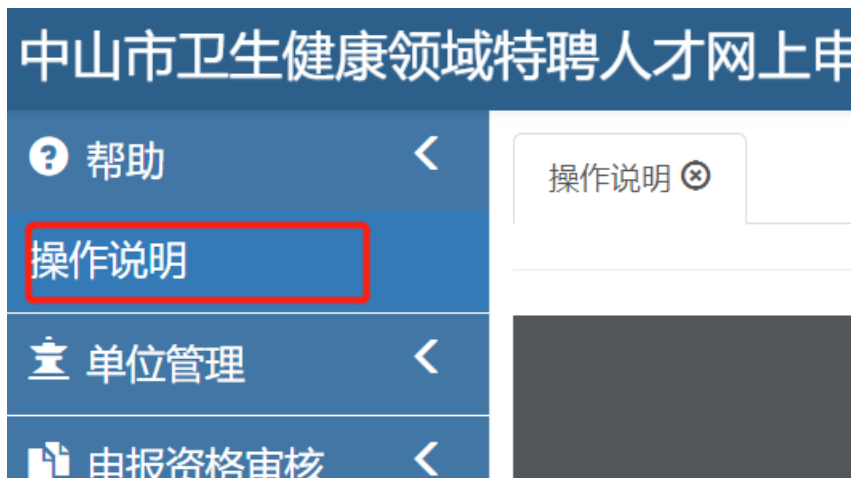 中山市卫生健康领域特聘人才网上申
帮助
操作说明
操作说明
单位管理
申报资格审核